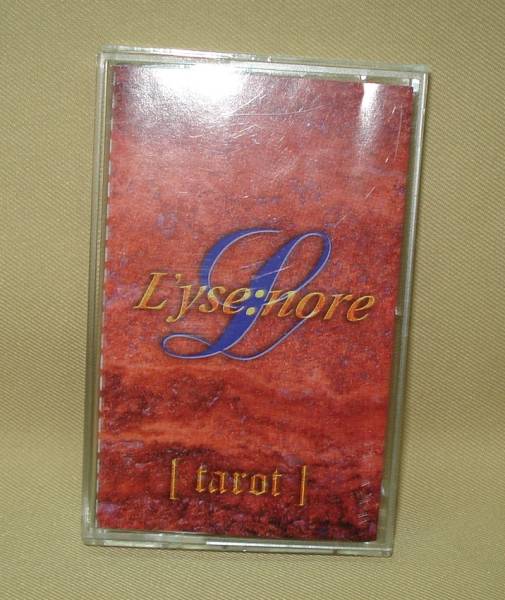 L
L'yse:nore
[ tarot ]